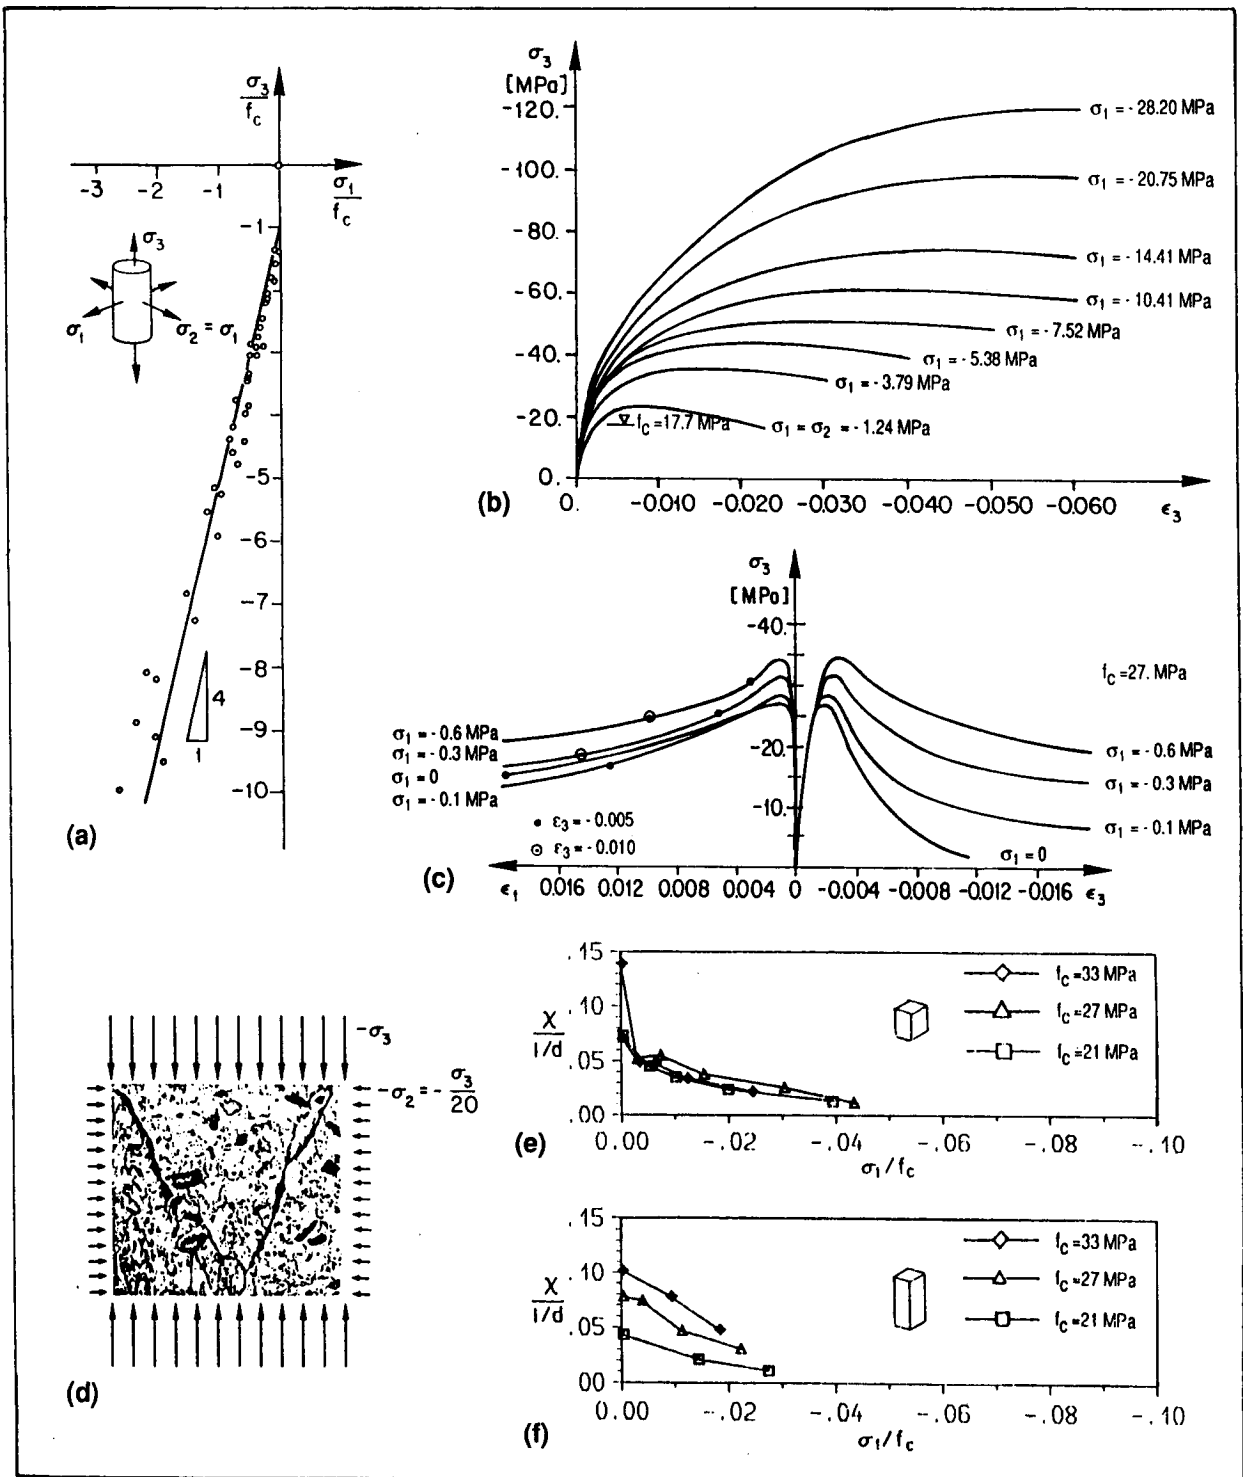 σ3
fc
-3 -2 -1
σ1
fc
-1
σ3
σ1
σ2 = σ1
-5
-6
-7
-8
4
-9
1
-10
(a)
σ3
[MPa]
-120.
-100.
-80.
-60.
-40.
-20.
0.
σ1 = -28.20 MPa
σ1 = -20.75 MPa
σ1 = -14.41 MPa
σ1 = -10.41 MPa
σ1 = -7.52 MPa
σ1 = -5.38 MPa
σ1 = -3.79 MPa
fc =17.7 MPa
σ1 = σ2 = -1.24 MPa
0. -0.010 -0.020 -0.030 -0.040 -0.050 -0.060 ϵ3
(b)
σ3
[MPa]
-40.
fc =27. MPa
-20.
-10.
σ1 = -0.6 MPa
σ1 = -0.3 MPa
σ1 = 0
σ1 = -0.1 MPa
σ1 = -0.6 MPa
σ1 = -0.3 MPa
σ1 = -0.1 MPa
σ1 = 0
ε3 = -0.005
ε3 = -0.010
(c)
ϵ1 0.016 0.012 0.008 0.004 0 -0.004 -0.008 -0.012 -0.016 ϵ3
-σ3
-σ2 = -σ3/20
(d)
.15
.10
.05
.00
χ
1/d
fc =33 MPa
fc =27 MPa
fc =21 MPa
0.00 -.02 -.04 -.06 -.08 -.10
σ1/fc
(e)
.15
.10
.05
.00
χ
1/d
fc =33 MPa
fc =27 MPa
fc =21 MPa
0.00 -.02 -.04 -.06 -.08 -.10
σ1/fc
(f)